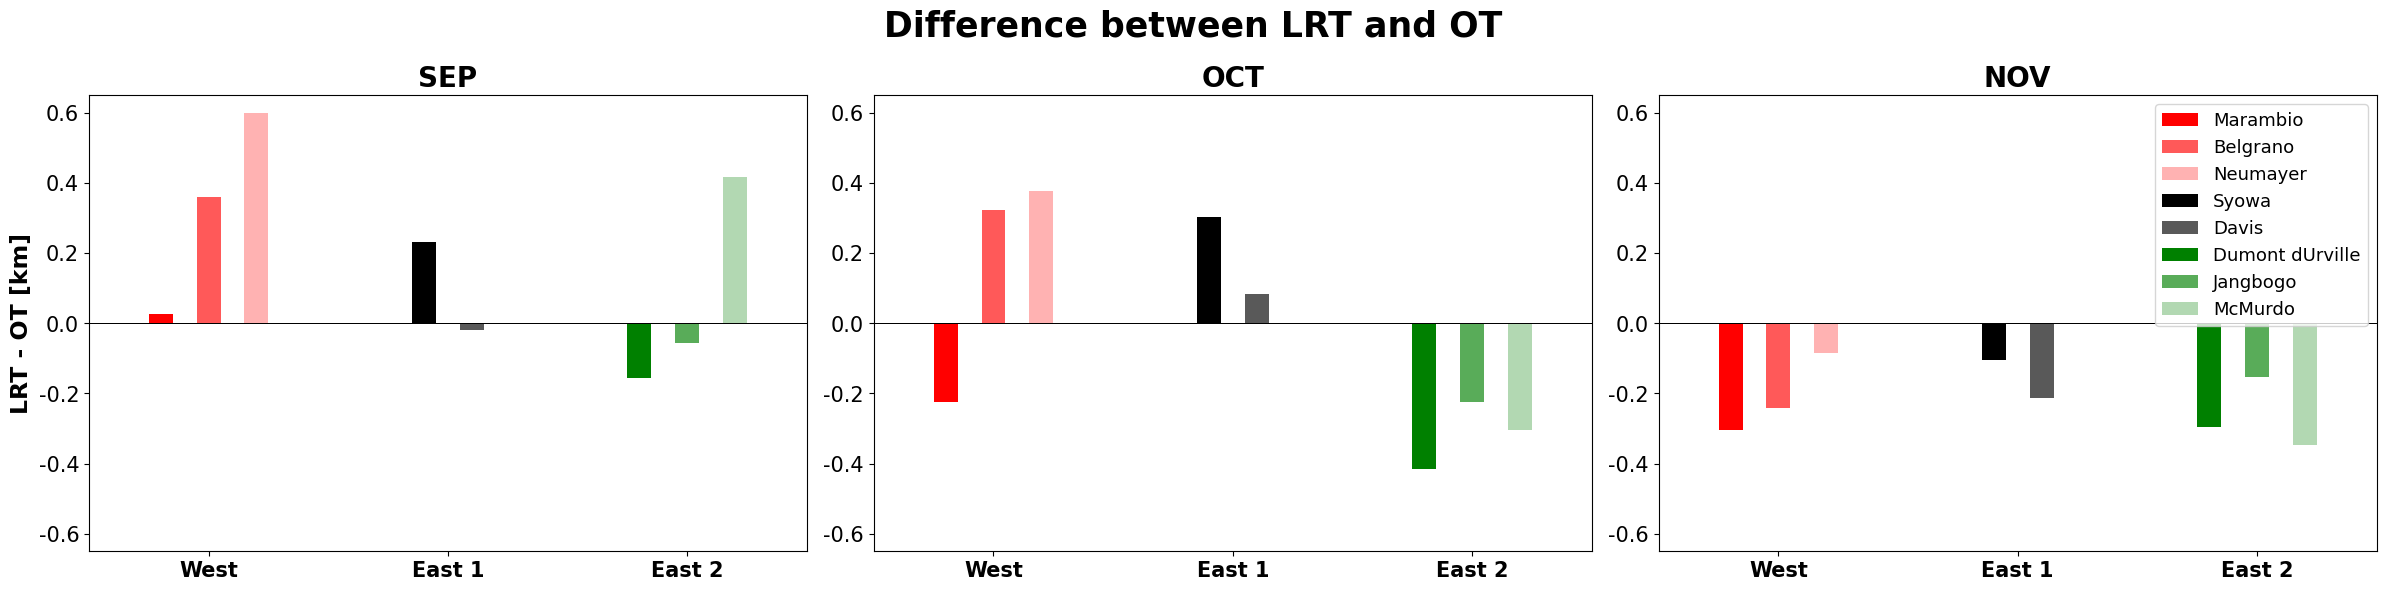 Difference between LRT and OT
SEP
OCT
NOV
LRT - OT [km]
0.6
0.4
0.2
0.0
-0.2
-0.4
-0.6
West
East 1
East 2
0.6
0.4
0.2
0.0
-0.2
-0.4
-0.6
West
East 1
East 2
0.6
0.4
0.2
0.0
-0.2
-0.4
-0.6
West
East 1
East 2
Marambio
Belgrano
Neumayer
Syowa
Davis
Dumont dUrville
Jangbogo
McMurdo